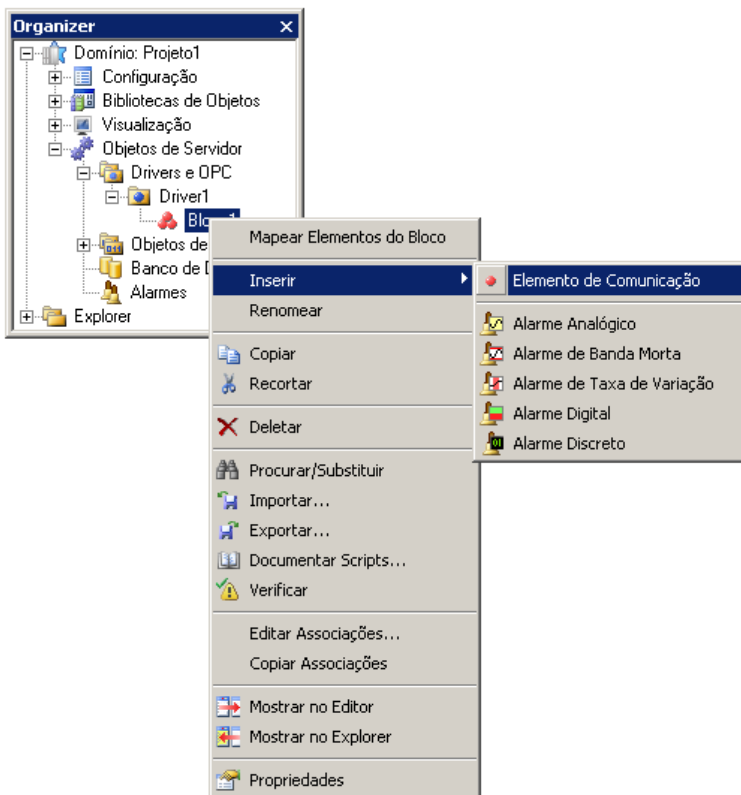 Organizer
Domínio: Projeto1
Configuração
Bibliotecas de Objetos
Visualização
Objetos de Servidor
Drivers e OPC
Driver1
Objetos de
Banco de
Alarmes
Explorer
Mapear Elementos do Bloco
Inserir
Renomear
Copiar
Recortar
Deletar
Procurar/Substituir
Importar...
Exportar...
Documentar Scripts...
Verificar
Editar Associações...
Copiar Associações
Mostrar no Editor
Mostrar no Explorer
Propriedades
Elemento de Comunicação
Alarme Analógico
Alarme de Banda Morta
Alarme de Taxa de Variação
Alarme Digital
Alarme Discreto